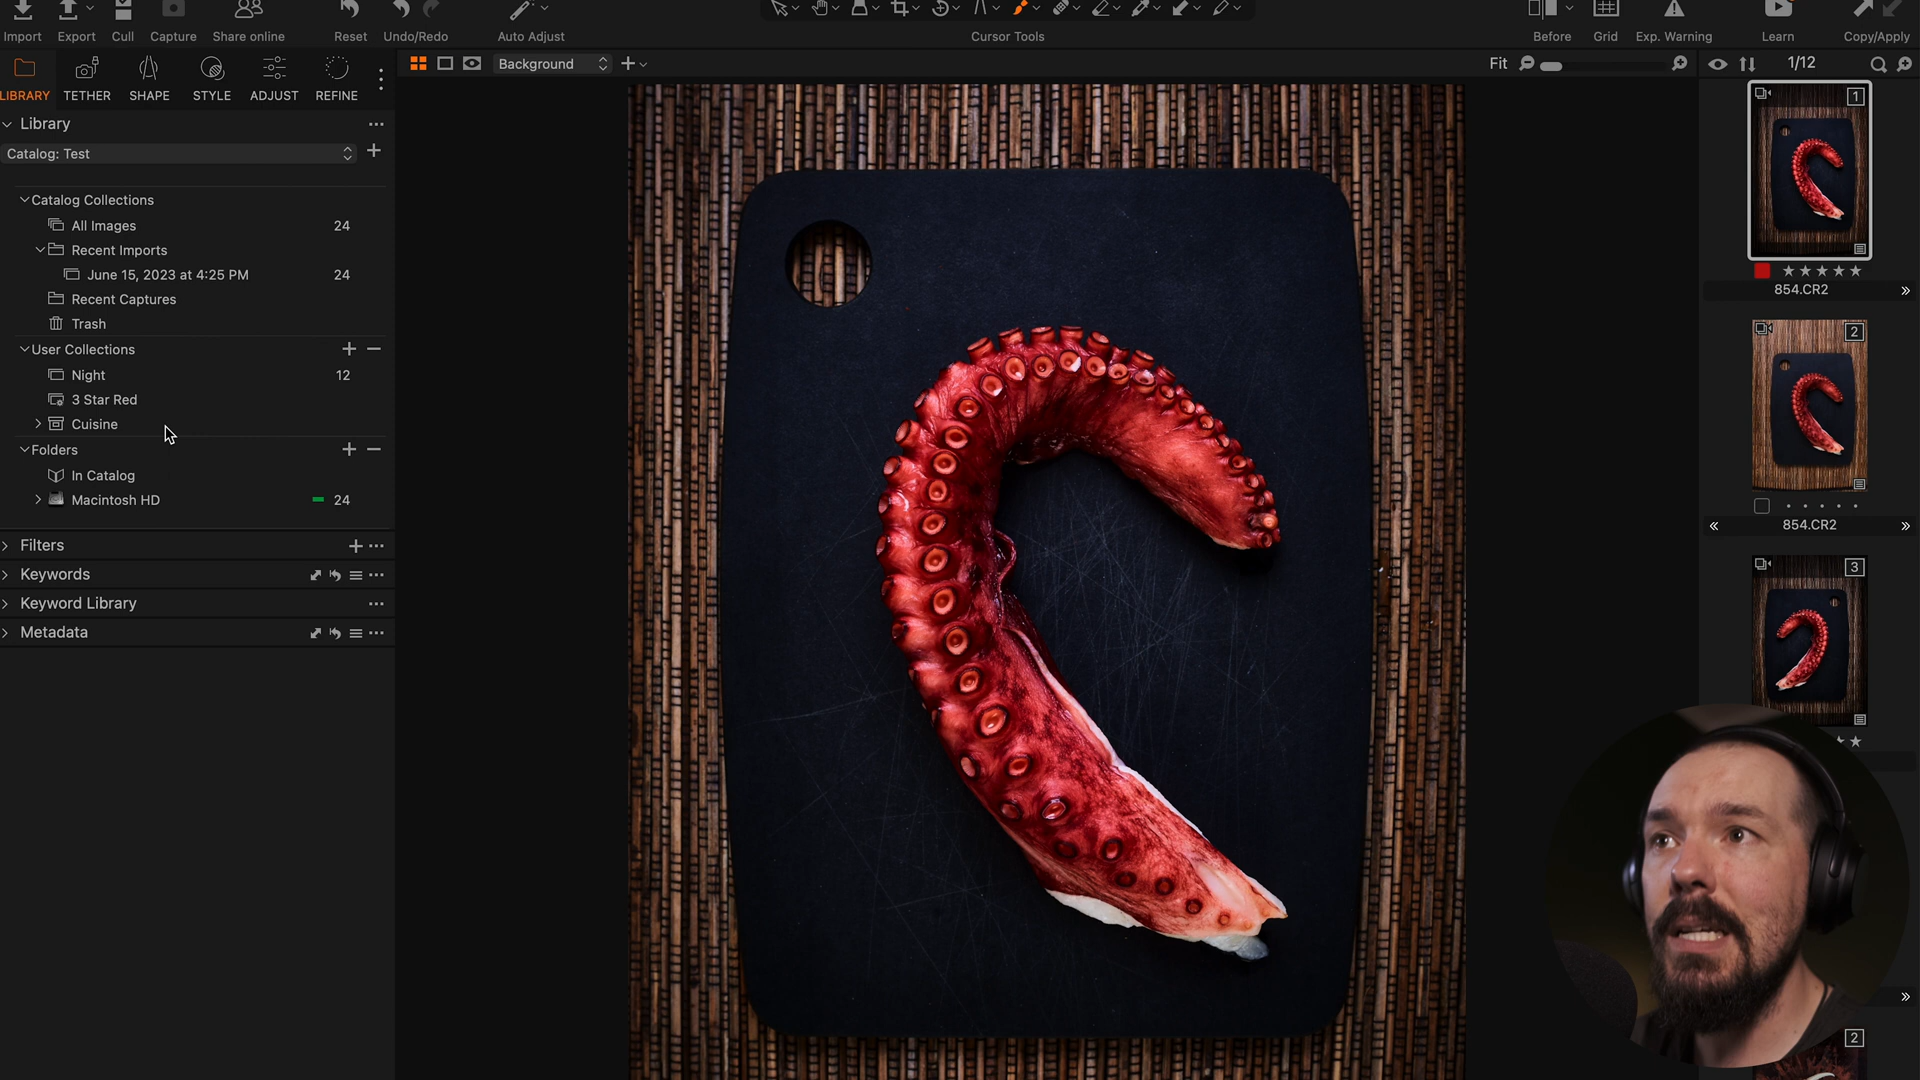 Import Export Cull Capture Share online Reset Undo/Redo Auto Adjust Cursor Tools Before Grid Exp. Warning Learn Copy/Apply
LIBRARY TETHER SHAPE STYLE ADJUST REFINE
Background
Fit
1/12
Library
Catalog: Test
Catalog Collections
All Images 24
Recent Imports
June 15, 2023 at 4:25 PM 24
Recent Captures
Trash
User Collections
Night 12
3 Star Red
Cuisine
Folders
In Catalog
Macintosh HD 24
Filters
Keywords
Keyword Library
Metadata
1
854.CR2
2
854.CR2
3
2